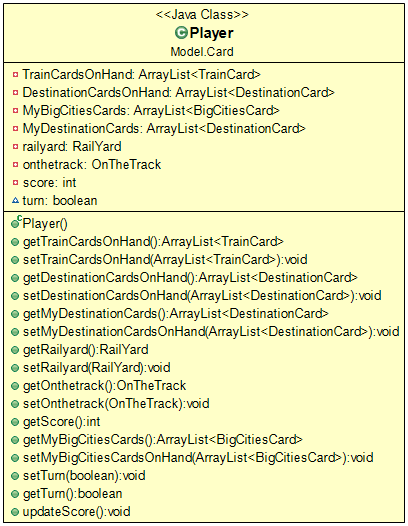 <<Java Class>>
Player
Model.Card
TrainCardsOnHand: ArrayList<TrainCard>
DestinationCardsOnHand: ArrayList<DestinationCard>
MyBigCitiesCards: ArrayList<BigCitiesCard>
MyDestinationCards: ArrayList<DestinationCard>
railyard: RailYard
onthetrack: OnTheTrack
score: int
turn: boolean
Player()
getTrainCardsOnHand():ArrayList<TrainCard>
setTrainCardsOnHand(ArrayList<TrainCard>):void
getDestinationCardsOnHand():ArrayList<DestinationCard>
setDestinationCardsOnHand(ArrayList<DestinationCard>):void
getMyDestinationCards():ArrayList<DestinationCard>
setMyDestinationCardsOnHand(ArrayList<DestinationCard>):void
getRailyard():RailYard
setRailyard(RailYard):void
getOnthetrack():OnTheTrack
setOnthetrack(OnTheTrack):void
getScore():int
getMyBigCitiesCards():ArrayList<BigCitiesCard>
setMyBigCitiesCardsOnHand(ArrayList<BigCitiesCard>):void
setTurn(boolean):void
getTurn():boolean
updateScore():void